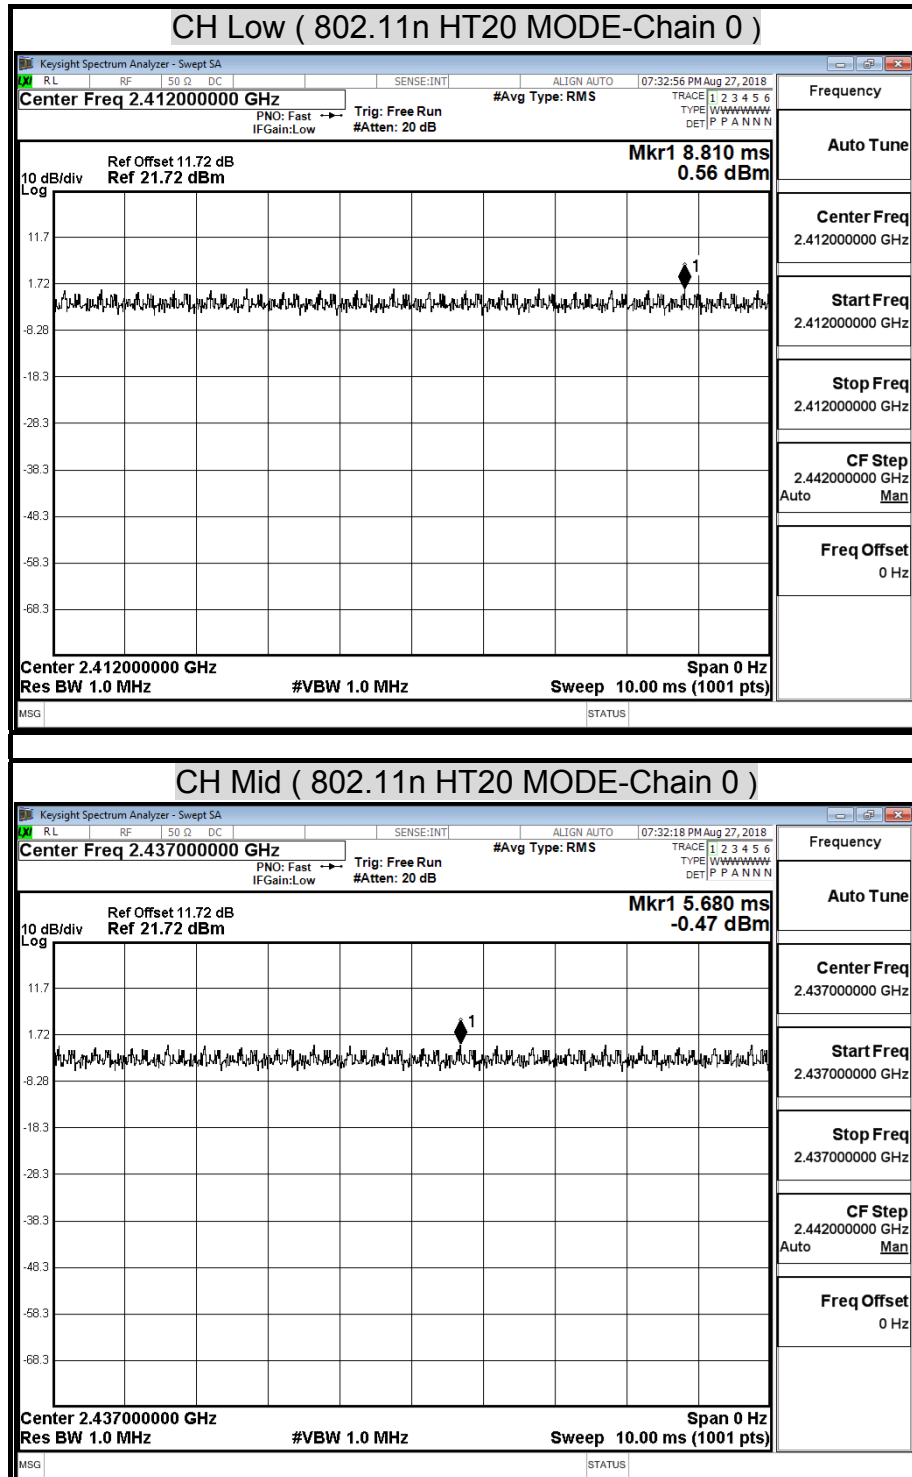 CH Low ( 802.11n HT20 MODE-Chain 0 )
Keysight Spectrum Analyzer - Swept SA
LXI RL RF 50 Ω DC SENSE:INT ALIGN AUTO 07:32:56 PM Aug 27, 2018
Center Freq 2.412000000 GHz #Avg Type: RMS TRACE 1 2 3 4 5 6
PNO: Fast Trig: Free Run TYPE WWWWWW
IFGain:Low #Atten: 20 dB DET P P A N N N
Frequency
Auto Tune
Mkr1 8.810 ms
Ref Offset 11.72 dB
10 dB/div Ref 21.72 dBm 0.56 dBm
Log
11.7
1.72
-8.28
-18.3
-28.3
-38.3
-48.3
-58.3
-68.3
1
Center Freq
2.412000000 GHz
Start Freq
2.412000000 GHz
Stop Freq
2.412000000 GHz
CF Step
2.442000000 GHz
Auto Man
Freq Offset
0 Hz
Center 2.412000000 GHz Span 0 Hz
Res BW 1.0 MHz #VBW 1.0 MHz Sweep 10.00 ms (1001 pts)
MSG STATUS
CH Mid ( 802.11n HT20 MODE-Chain 0 )
Keysight Spectrum Analyzer - Swept SA
LXI RL RF 50 Ω DC SENSE:INT ALIGN AUTO 07:32:18 PM Aug 27, 2018
Center Freq 2.437000000 GHz #Avg Type: RMS TRACE 1 2 3 4 5 6
PNO: Fast Trig: Free Run TYPE WWWWWW
IFGain:Low #Atten: 20 dB DET P P A N N N
Frequency
Auto Tune
Mkr1 5.680 ms
Ref Offset 11.72 dB
10 dB/div Ref 21.72 dBm -0.47 dBm
Log
11.7
1.72
-8.28
-18.3
-28.3
-38.3
-48.3
-58.3
-68.3
1
Center Freq
2.437000000 GHz
Start Freq
2.437000000 GHz
Stop Freq
2.437000000 GHz
CF Step
2.442000000 GHz
Auto Man
Freq Offset
0 Hz
Center 2.437000000 GHz Span 0 Hz
Res BW 1.0 MHz #VBW 1.0 MHz Sweep 10.00 ms (1001 pts)
MSG STATUS